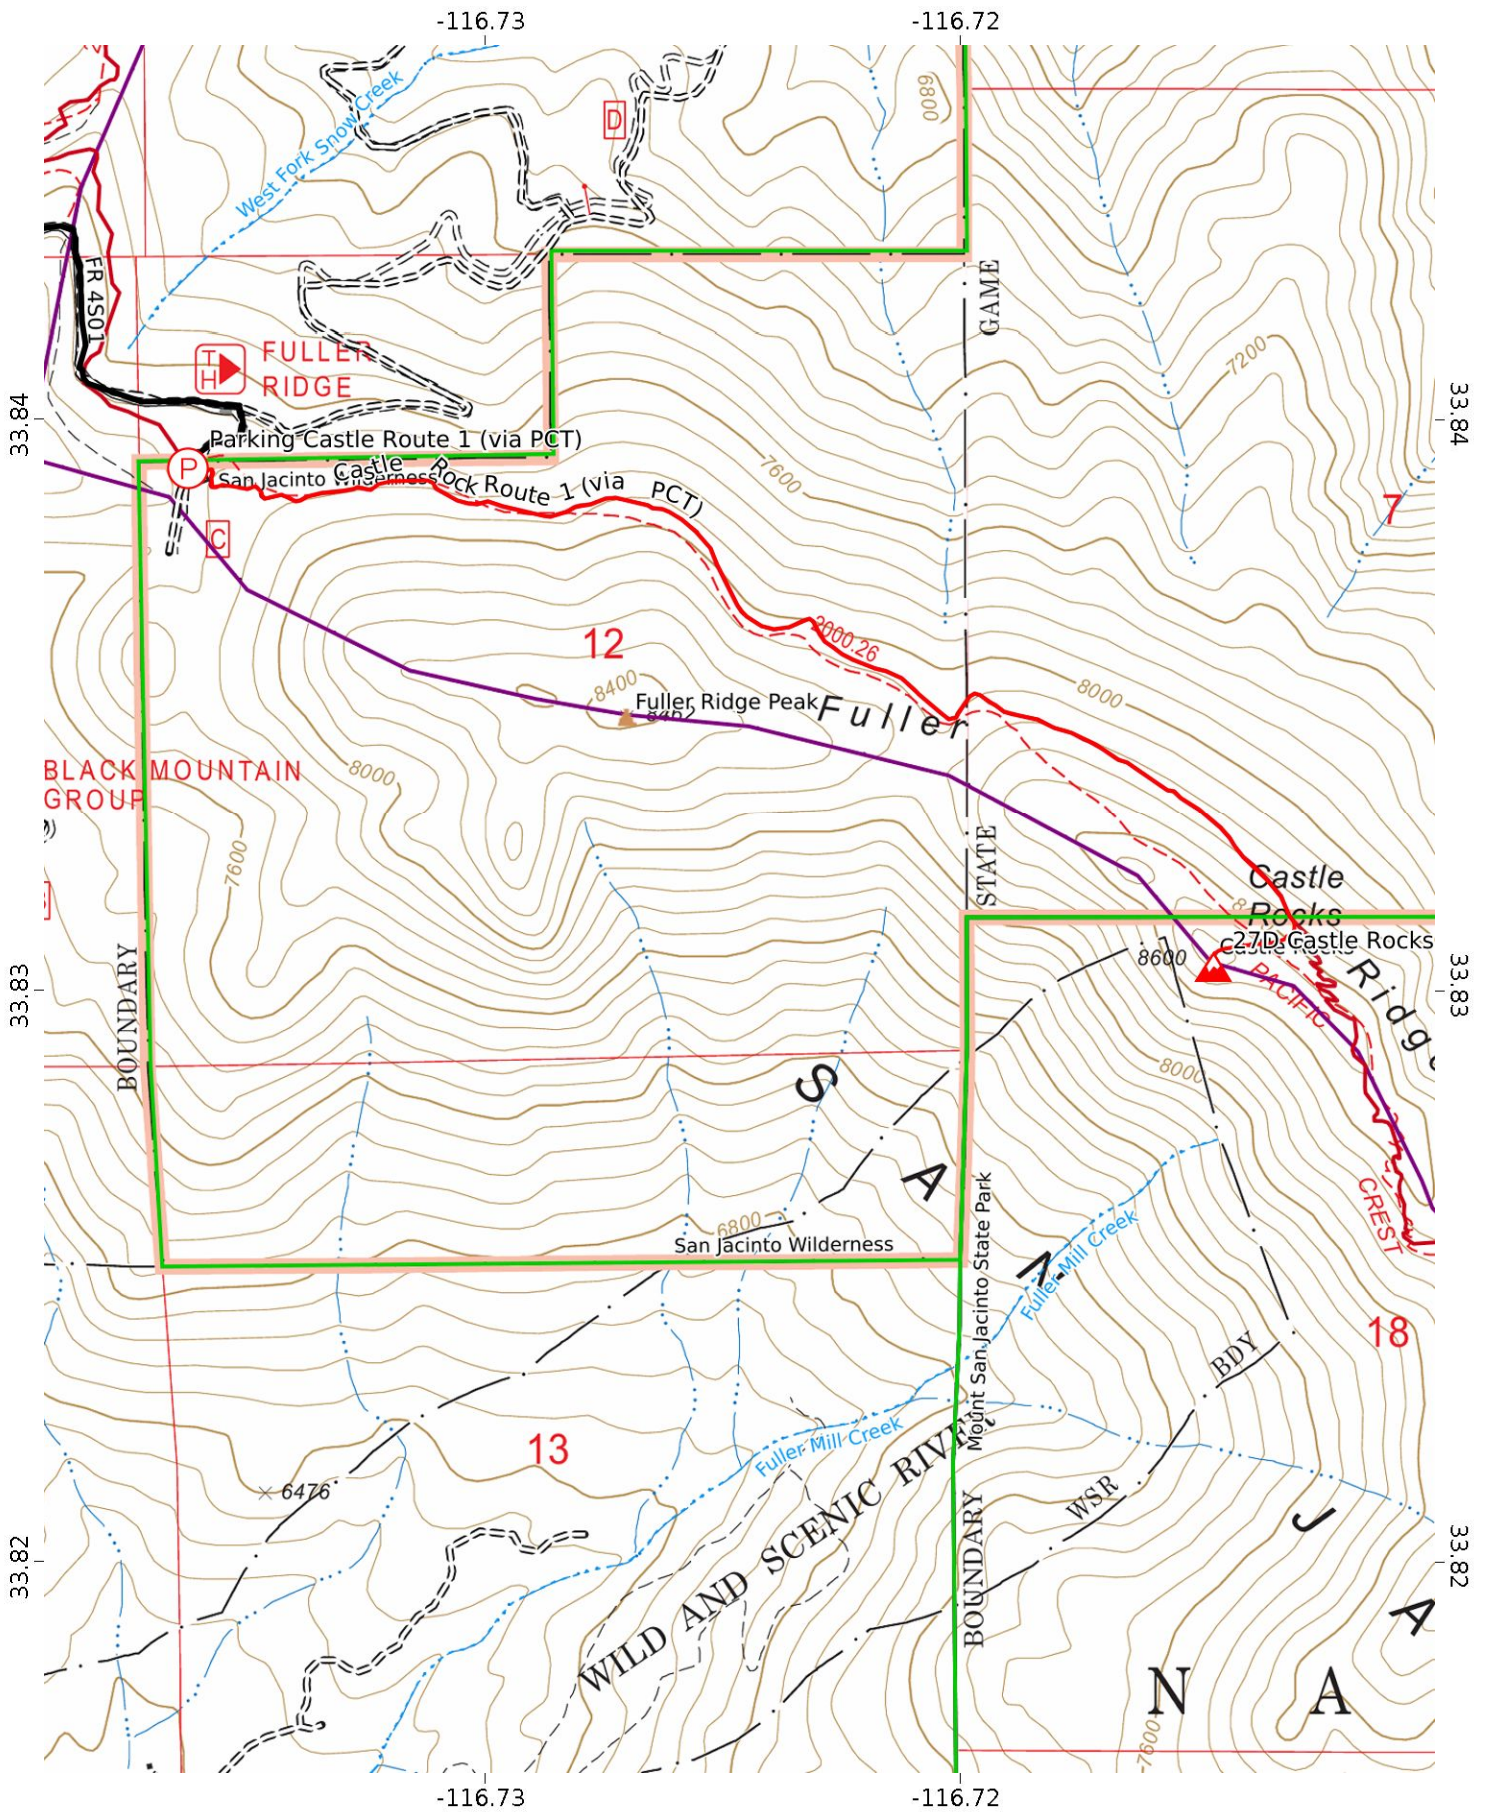 -116.73
-116.72
West Fork Snow Creek
D
6800
FR 4S01
GAME
TH
FULLER
RIDGE
7200
33.84
33.84
Parking Castle Route 1 (via PCT)
P
San Jacinto Wilderness
Castle Rock Route 1 (via PCT)
7600
7
C
12
2000.26
8400
Fuller Ridge Peak
Fuller
8000
BLACK MOUNTAIN
GROUP
8000
7600
STATE
Castle
Rocks
27D Castle Rocks
8600
PACIFIC
Ridge
BOUNDARY
33.83
33.83
8000
S
A
N
CREST
6800
San Jacinto Wilderness
Mount San Jacinto State Park
Fuller Mill Creek
18
BDY
13
Fuller Mill Creek
6476
WILD AND SCENIC RIVER
WSR
BOUNDARY
J
A
33.82
33.82
N A
7600
-116.73
-116.72